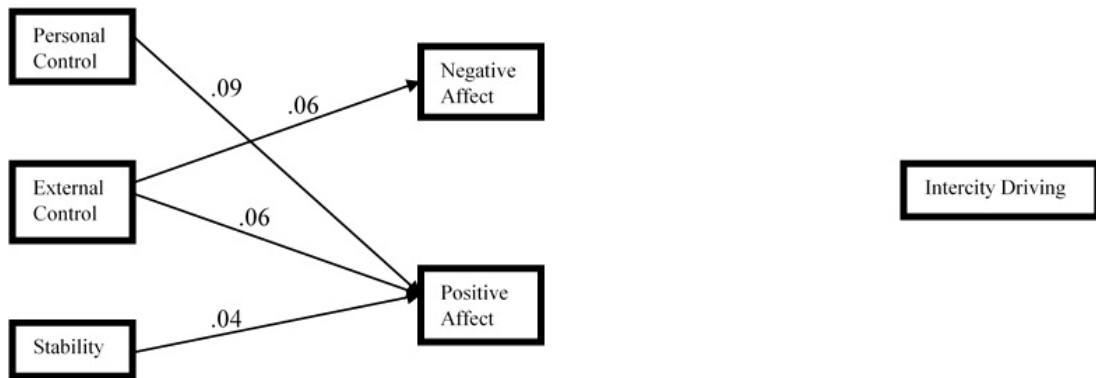 Personal
Control
.09
.06
Negative
Affect
External
Control
.06
Intercity Driving
Positive
Affect
.04
Stability